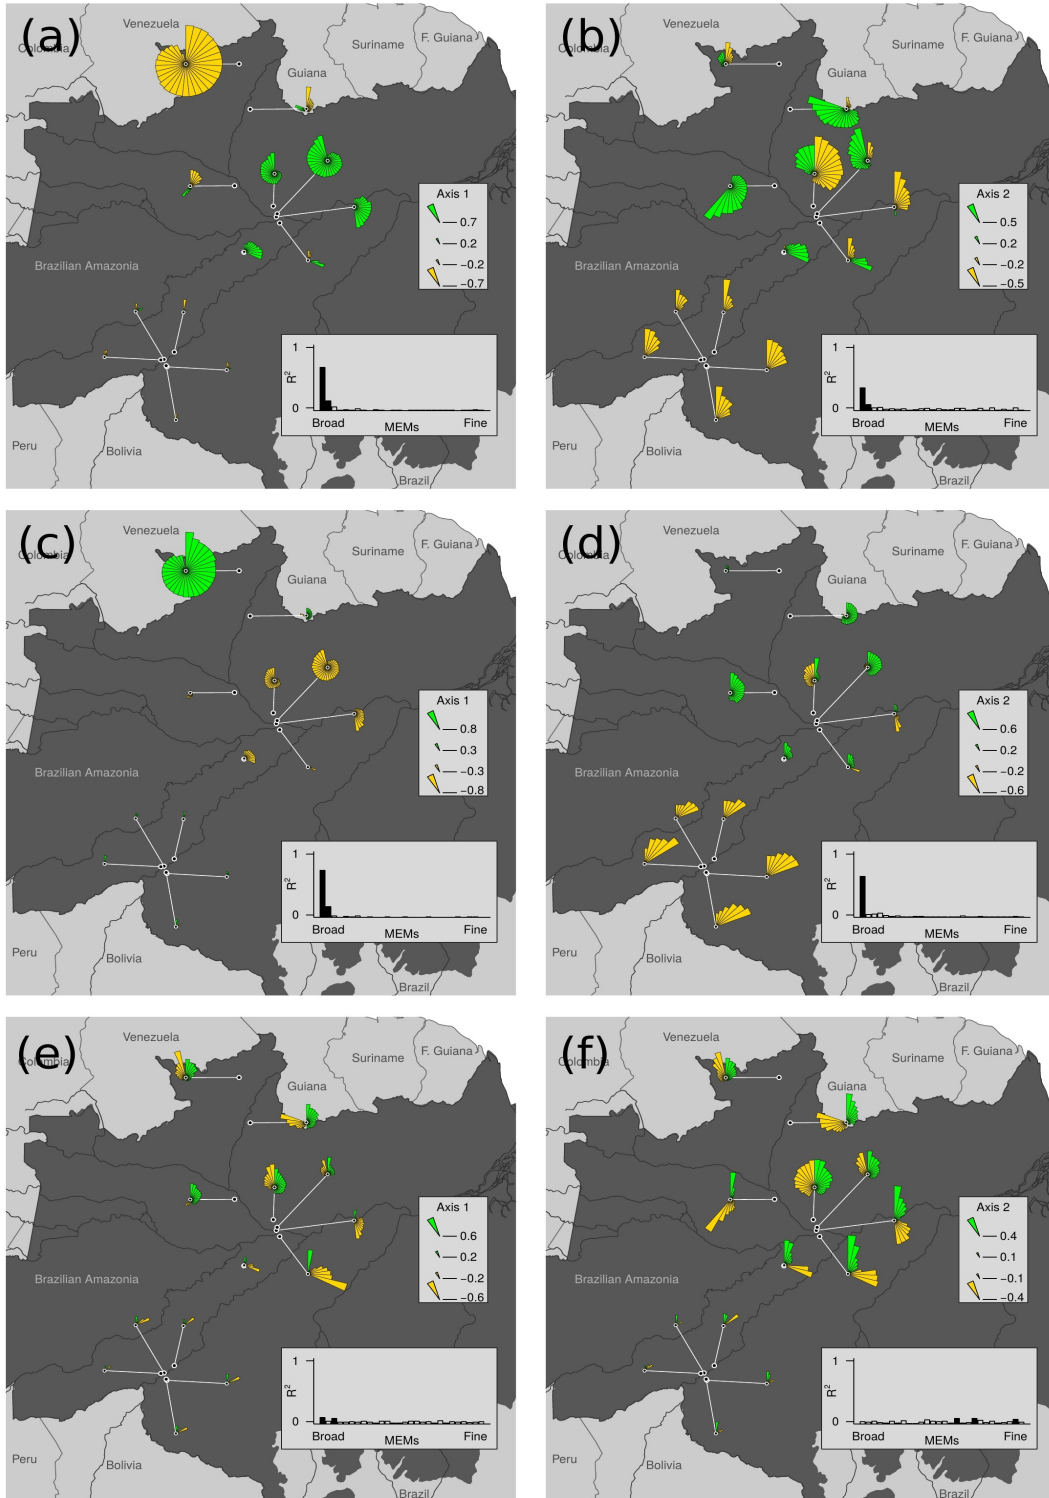 (a)
Venezuela
Colombia
Suriname
F. Guiana
Guiana
Axis 1
0.7
0.2
−0.2
−0.7
Brazilian Amazonia
1
R2
0
Broad
MEMs
Fine
Peru
Bolivia
Brazil
(b)
Venezuela
Colombia
Suriname
F. Guiana
Guiana
Axis 2
0.5
0.2
−0.2
−0.5
Brazilian Amazonia
1
R2
0
Broad
MEMs
Fine
Peru
Bolivia
Brazil
(c)
Venezuela
Colombia
Suriname
F. Guiana
Guiana
Axis 1
0.8
0.3
−0.3
−0.8
Brazilian Amazonia
1
R2
0
Broad
MEMs
Fine
Peru
Bolivia
Brazil
(d)
Venezuela
Colombia
Suriname
F. Guiana
Guiana
Axis 2
0.6
0.2
−0.2
−0.6
Brazilian Amazonia
1
R2
0
Broad
MEMs
Fine
Peru
Bolivia
Brazil
(e)
Venezuela
Colombia
Suriname
F. Guiana
Guiana
Axis 1
0.6
0.2
−0.2
−0.6
Brazilian Amazonia
1
R2
0
Broad
MEMs
Fine
Peru
Bolivia
Brazil
(f)
Venezuela
Colombia
Suriname
F. Guiana
Guiana
Axis 2
0.4
0.1
−0.1
−0.4
Brazilian Amazonia
1
R2
0
Broad
MEMs
Fine
Peru
Bolivia
Brazil